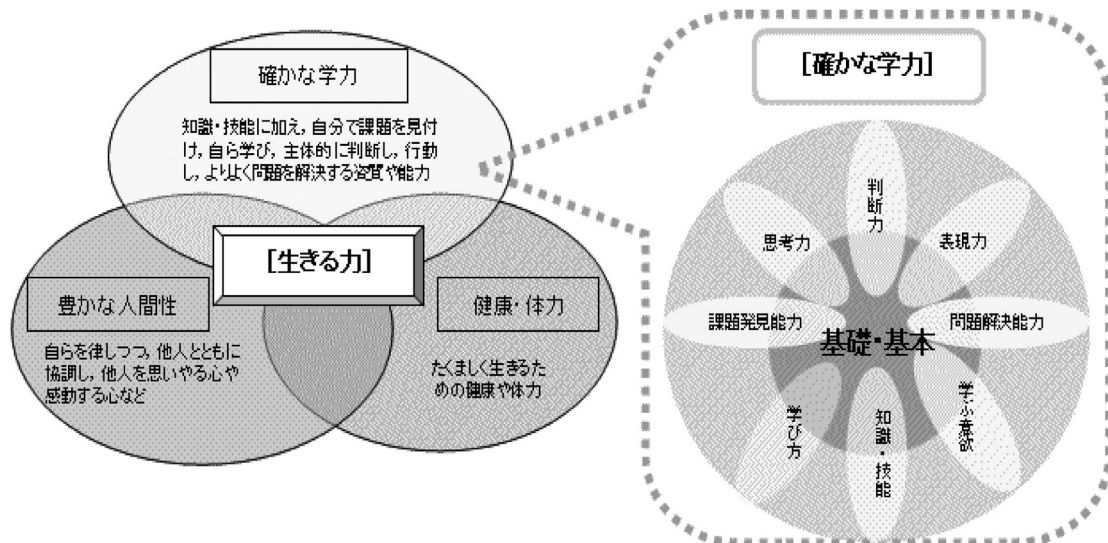 確かな学力
知識・技能に加え，自分で課題を見付
け，自ら学び，主体的に判断し，行動
し，よりよく問題を解決する資質や能力
[生きる力]
豊かな人間性
自らを律しつつ，他人とともに
協調し，他人を思いやる心や
感動する心など
健康・体力
たくましく生きるた
めの健康や体力
[確かな学力]
判断力
思考力
表現力
課題発見能力
問題解決能力
基礎・基本
学び方
知識・技能
学ぶ意欲